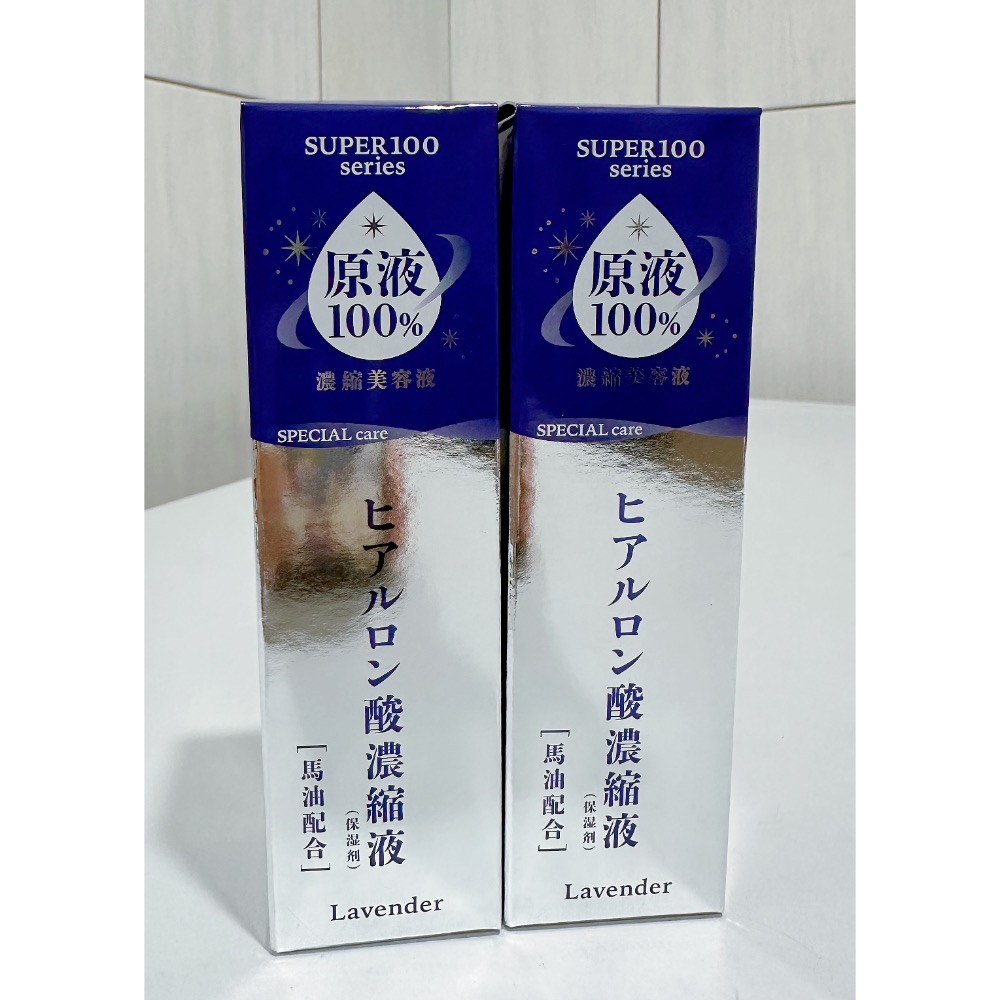 SUPER100
series
原液
100%
濃縮美容液
SPECIAL care
ヒアルロン酸濃縮液
(保湿剤)
[馬油配合]
Lavender
SUPER100
series
原液
100%
濃縮美容液
SPECIAL care
ヒアルロン酸濃縮液
(保湿剤)
[馬油配合]
Lavender